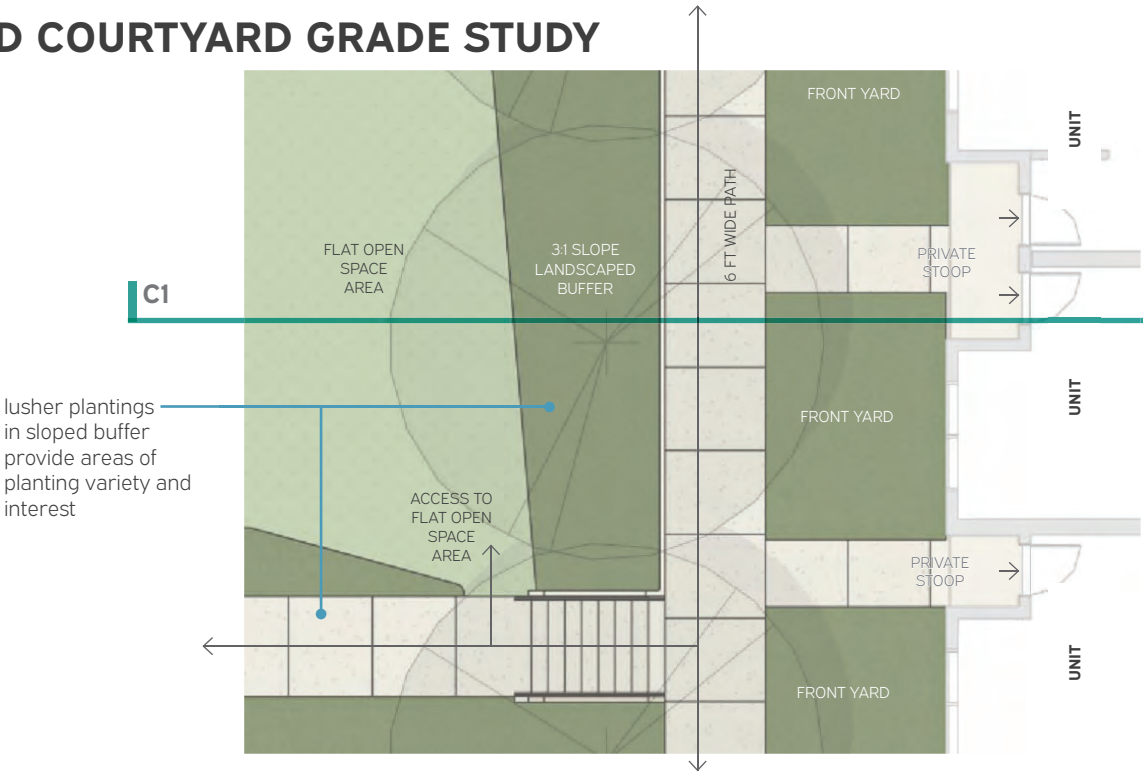 D COURTYARD GRADE STUDY
FRONT YARD
UNIT
6 FT WIDE PATH
FLAT OPEN
SPACE
AREA
3:1 SLOPE
LANDSCAPED
BUFFER
PRIVATE
STOOP
C1
lusher plantings
in sloped buffer
provide areas of
planting variety and
interest
FRONT YARD
UNIT
ACCESS TO
FLAT OPEN
SPACE
AREA
PRIVATE
STOOP
FRONT YARD
UNIT